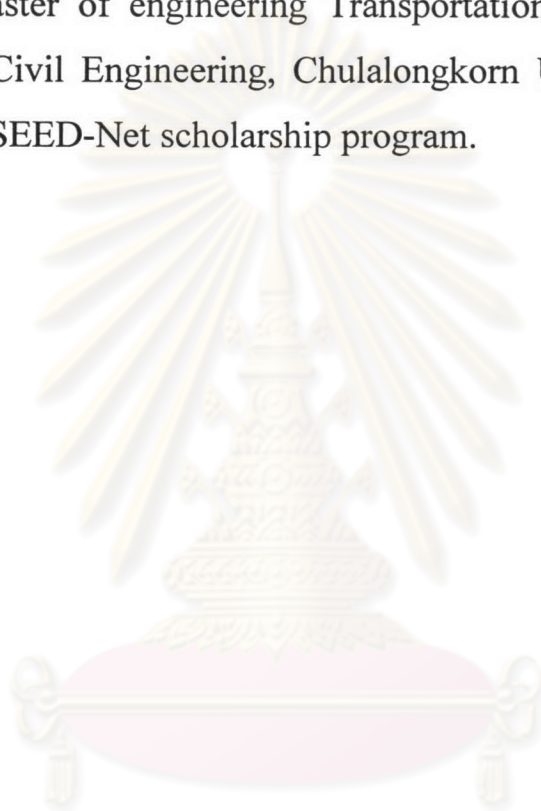 aster of engineering Transportation
Civil Engineering, Chulalongkorn
SEED-Net scholarship program.